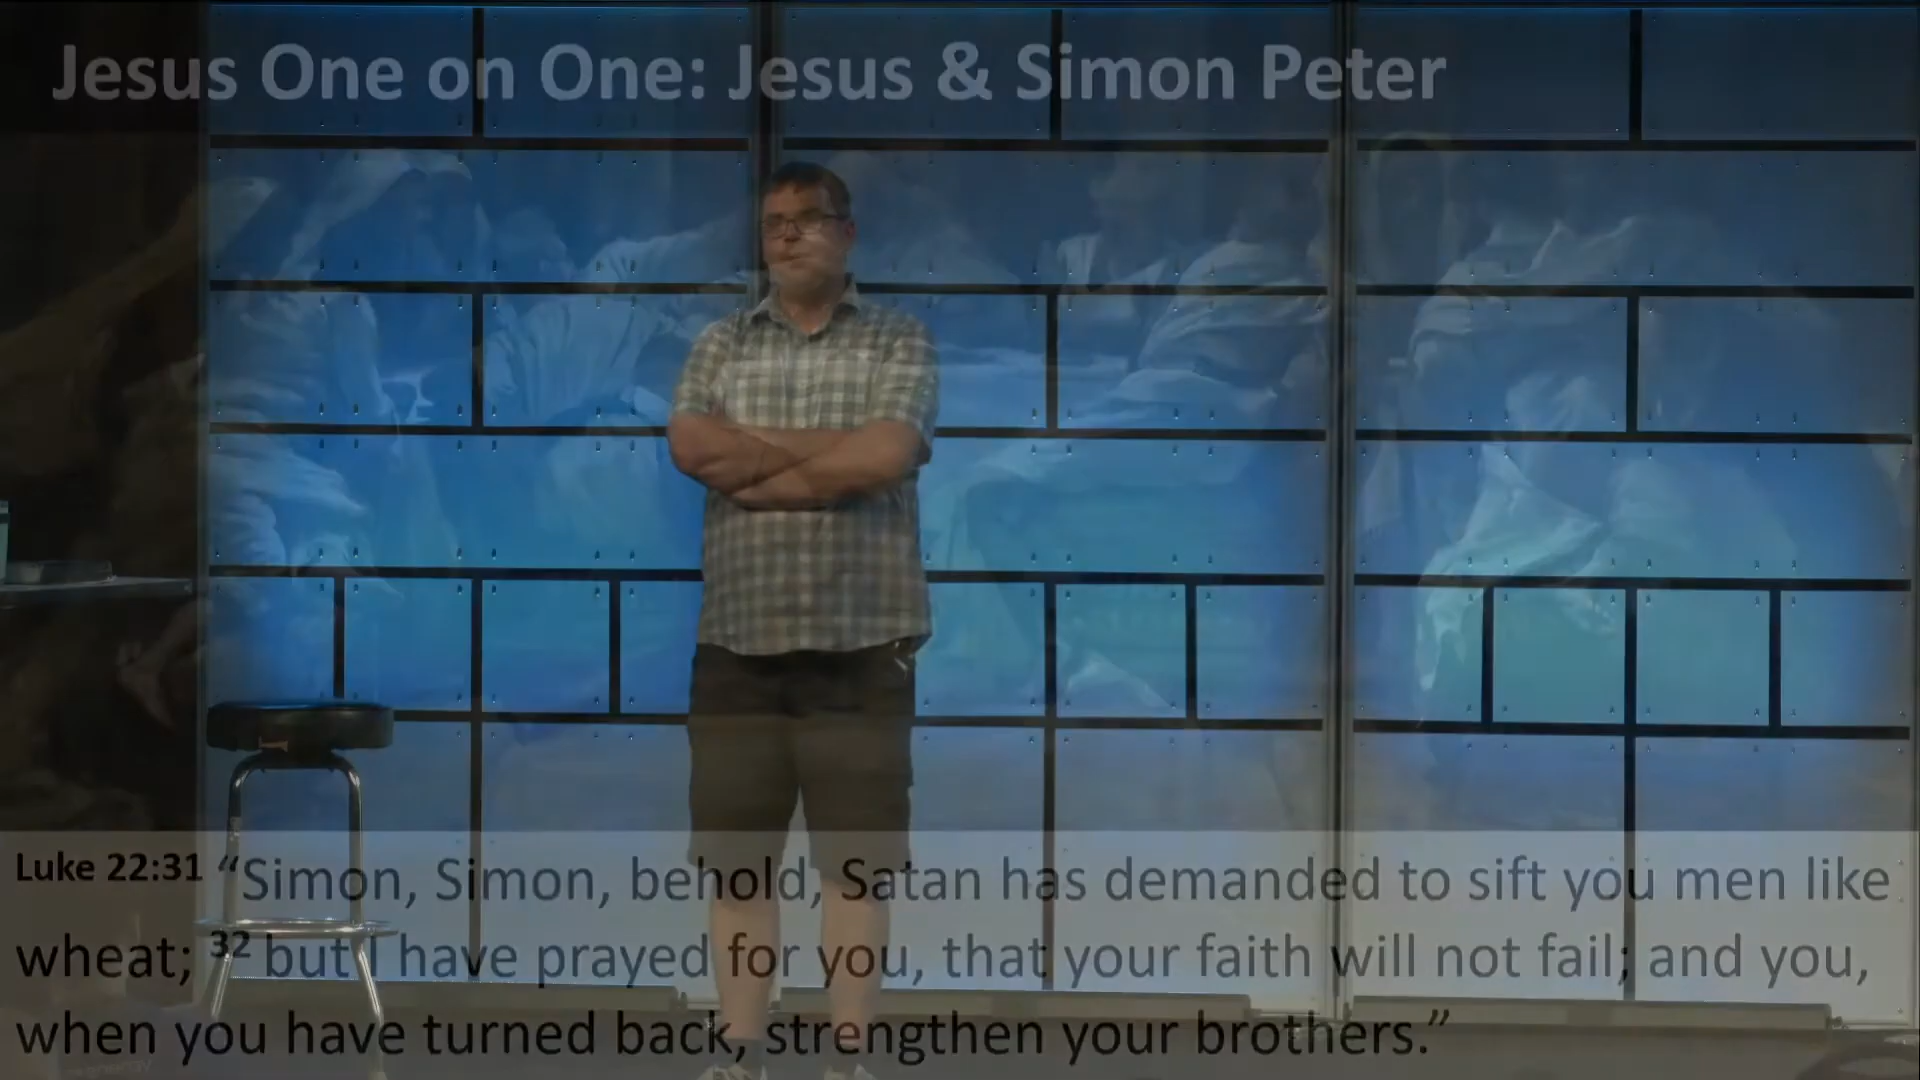 Jesus One on One: Jesus & Simon Peter
Luke 22:31 “Simon, Simon, behold, Satan has demanded to sift you men like
wheat; 32 but I have prayed for you, that your faith will not fail; and you,
when you have turned back, strengthen your brothers.”